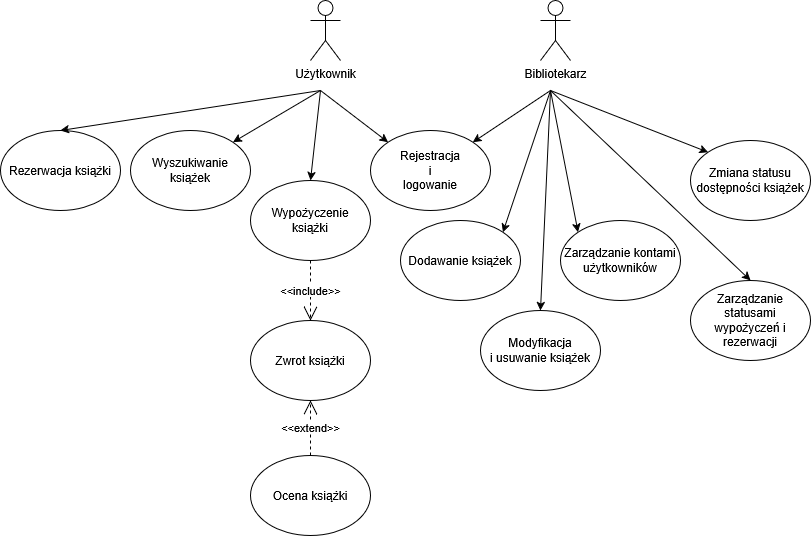 Użytkownik
Bibliotekarz
Rezerwacja książki
Wyszukiwanie
książek
Rejestracja
i
logowanie
Zmiana statusu
dostępności książek
Wypożyczenie
książki
Dodawanie książek
Zarządzanie kontami
użytkowników
<<include>>
Zarządzanie
statusami
wypożyczeń i
rezerwacji
Modyfikacja
i usuwanie książek
Zwrot książki
<<extend>>
Ocena książki